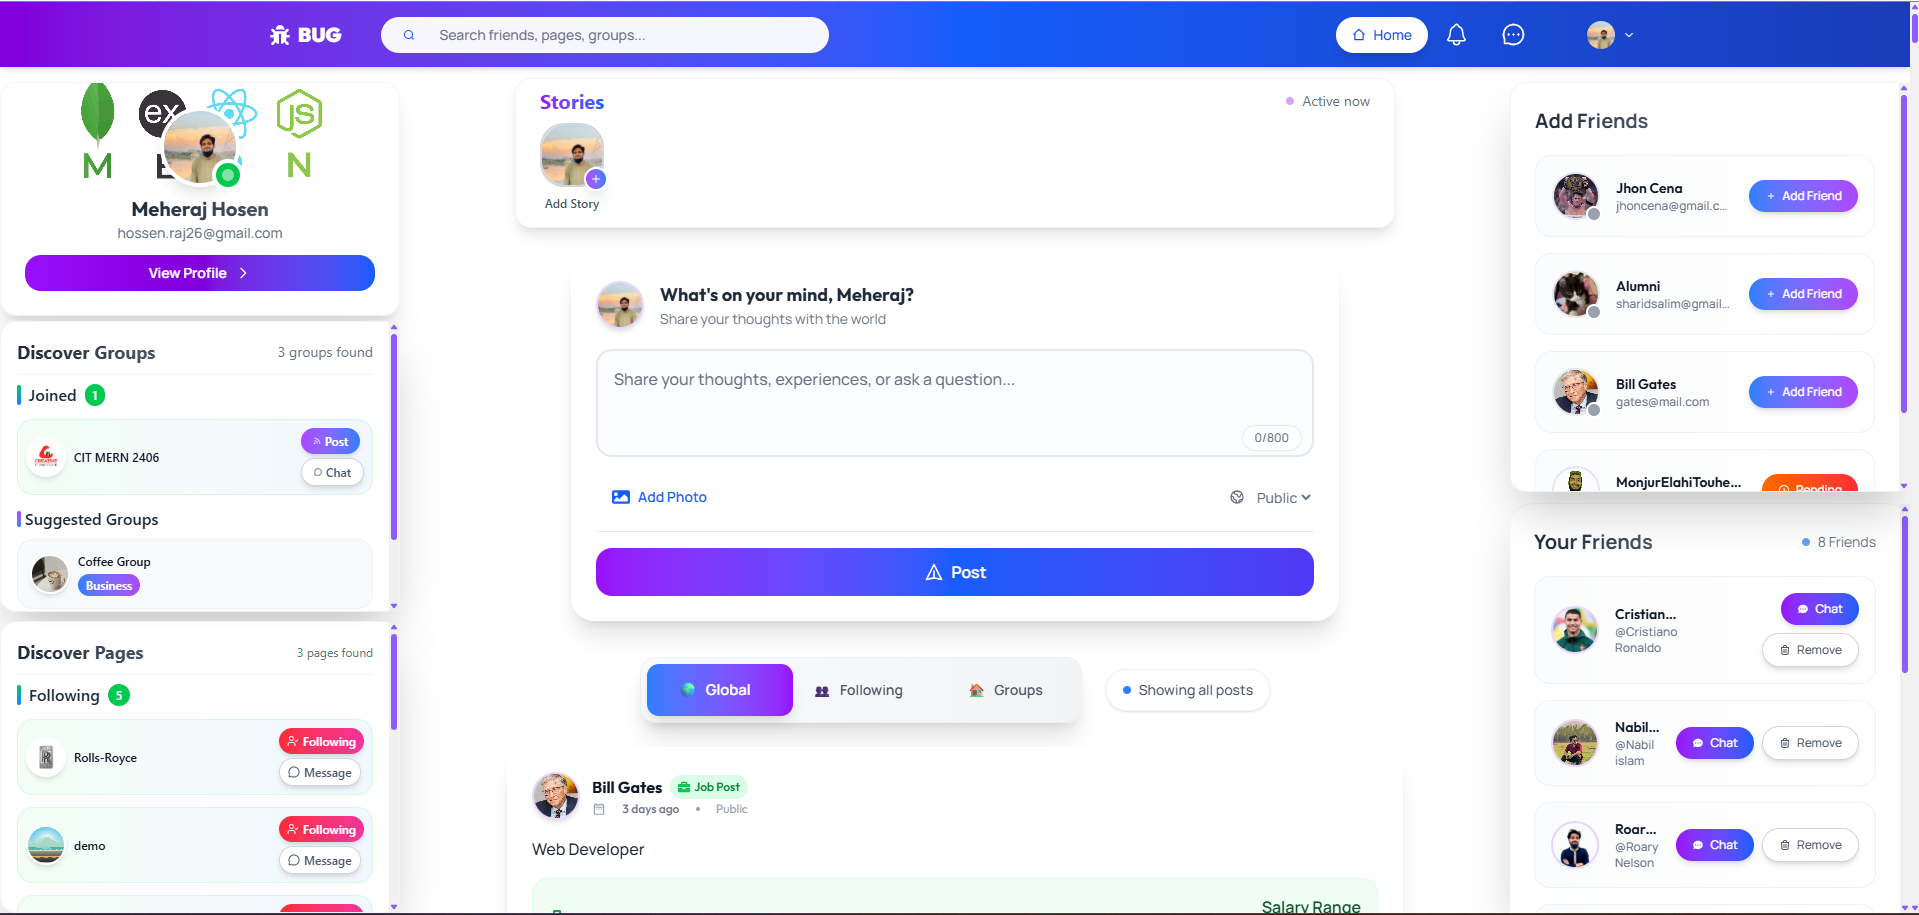 BUG
Search friends, pages, groups...
Home
ex
JS
M
N
Meheraj Hosen
hossen.raj26@gmail.com
View Profile
Discover Groups
3 groups found
Joined 1
CIT MERN 2406
Post
Chat
Suggested Groups
Coffee Group
Business
Discover Pages
3 pages found
Following 5
Rolls-Royce
Following
Message
demo
Following
Message
Stories
Active now
Add Story
What's on your mind, Meheraj?
Share your thoughts with the world
Share your thoughts, experiences, or ask a question...
0/800
Add Photo
Public
Post
Global
Following
Groups
Showing all posts
Bill Gates
Job Post
3 days ago • Public
Web Developer
Salary Range
Add Friends
Jhon Cena
jhoncena@gmail.c...
+ Add Friend
Alumni
sharidsalim@gmail...
+ Add Friend
Bill Gates
gates@mail.com
+ Add Friend
MonjurElahiTouhe...
Pending
Your Friends
8 Friends
Cristian...
@Cristiano
Ronaldo
Chat
Remove
Nabil...
@Nabil
islam
Chat
Remove
Roar...
@Roary
Nelson
Chat
Remove